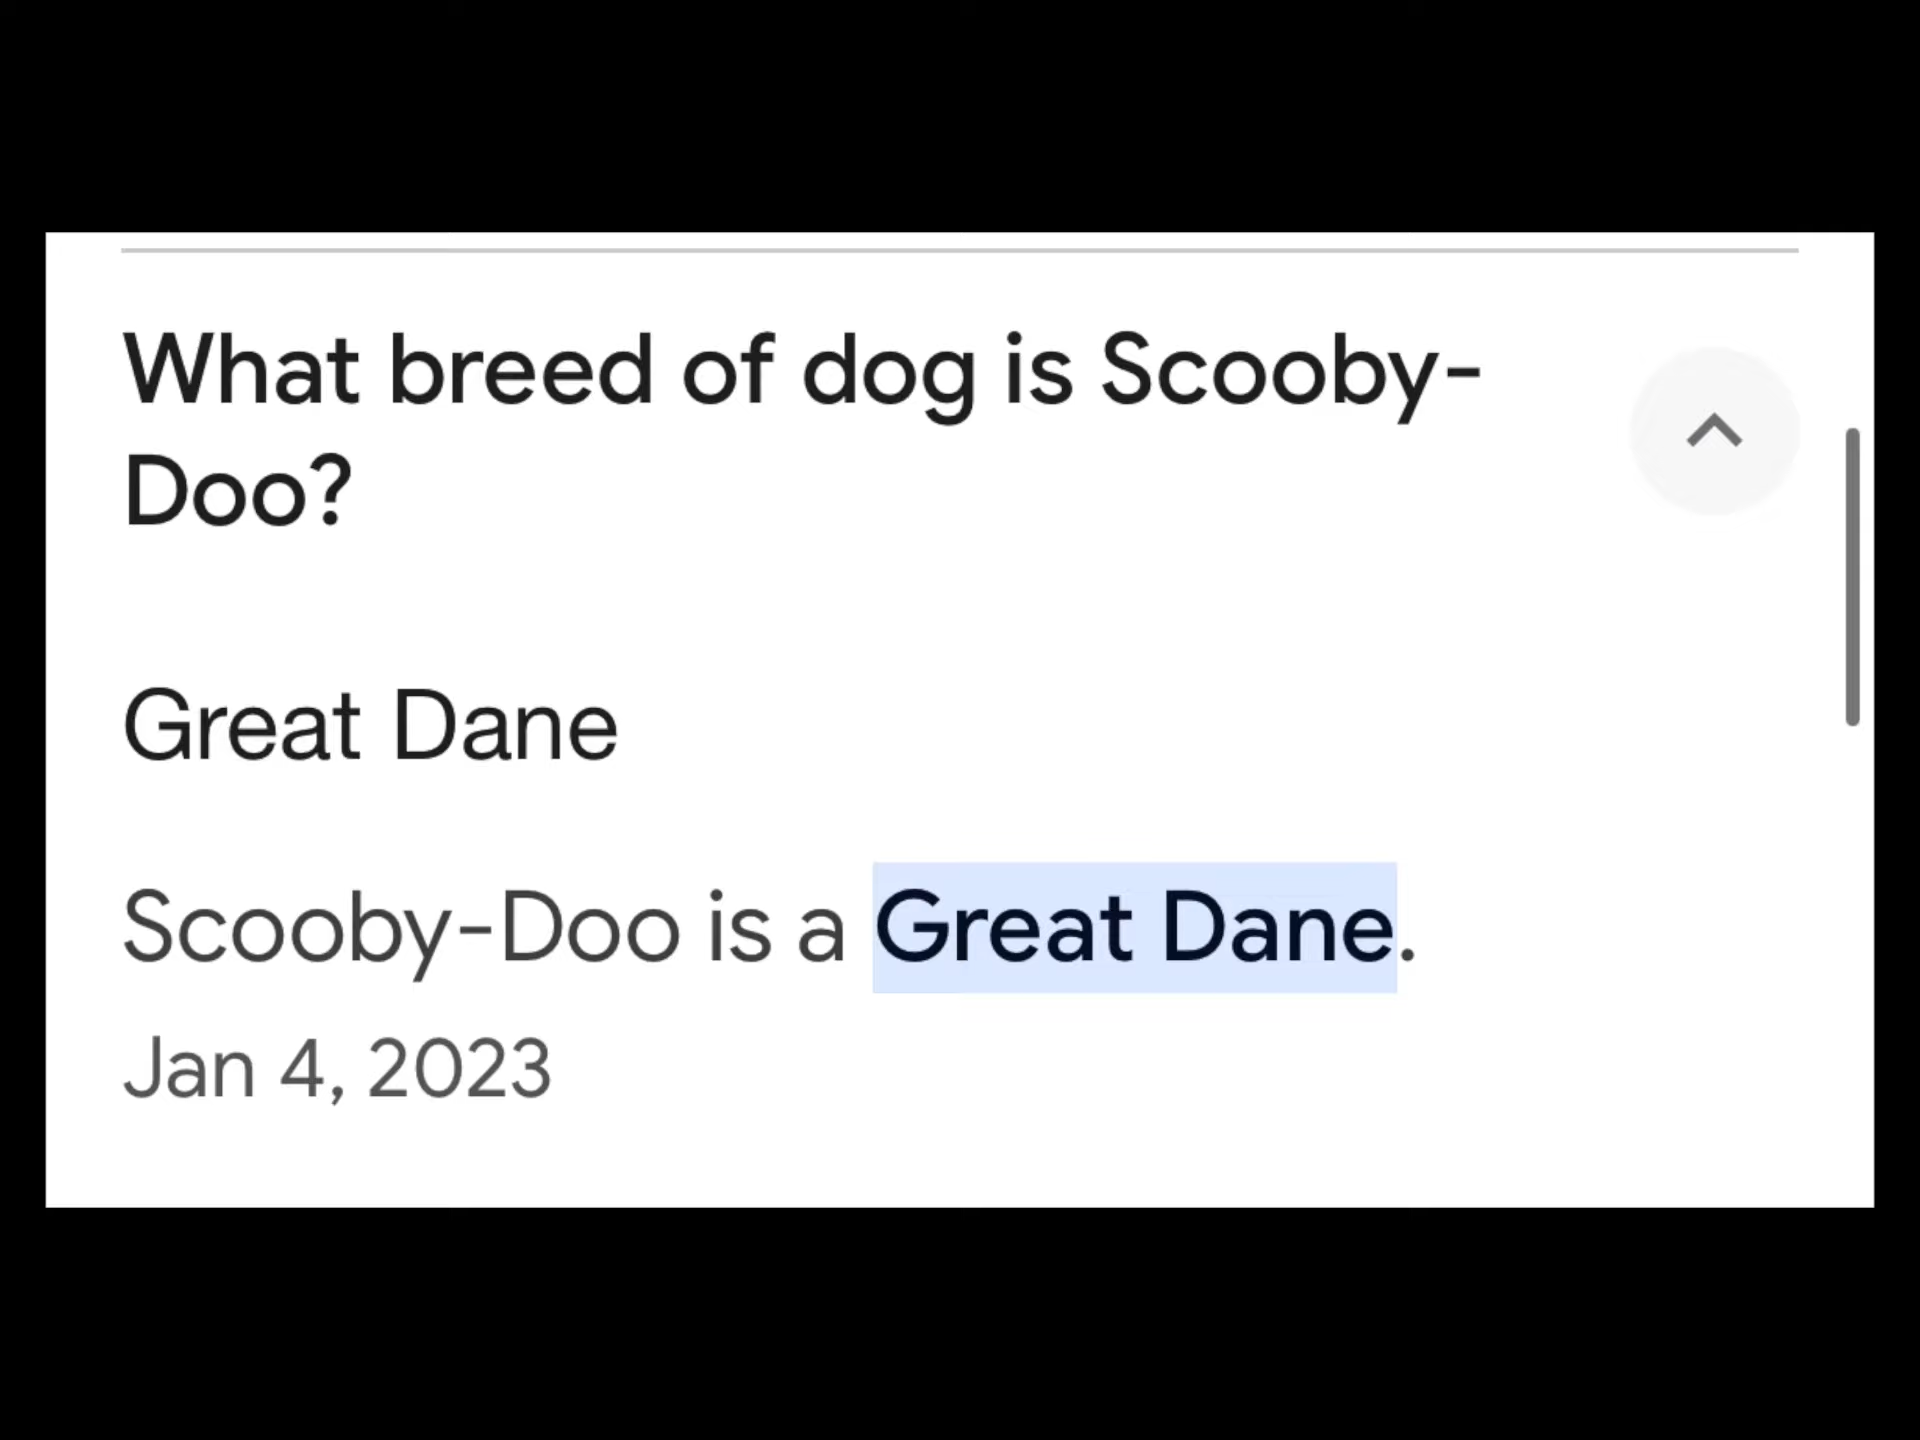 What breed of dog is Scooby-
Doo?
Great Dane
Scooby-Doo is a Great Dane.
Jan 4, 2023